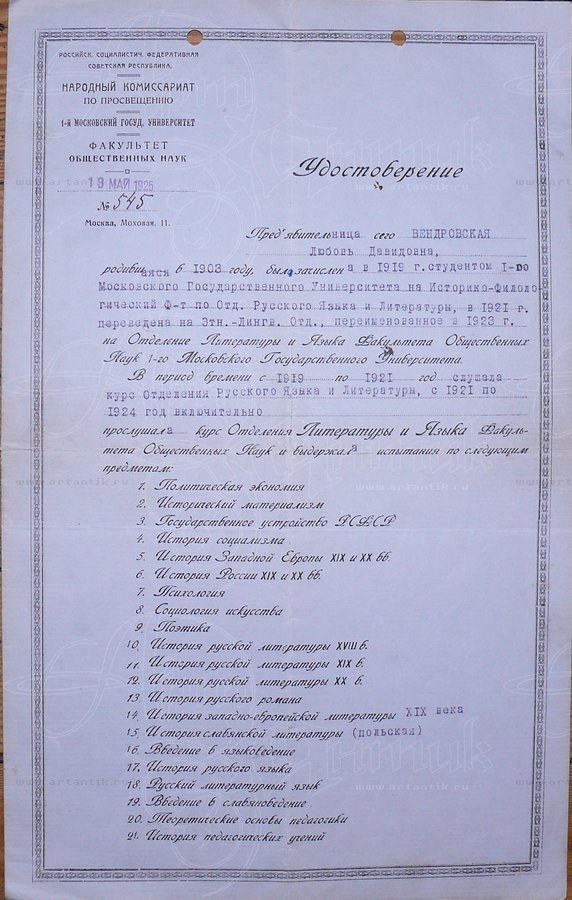 РОССИЙСК. СОЦИАЛИСТИЧ. ФЕДЕРАТИВНАЯ
СОВЕТСКАЯ РЕСПУБЛИКА.
НАРОДНЫЙ КОМИССАРИАТ
ПО ПРОСВЕЩЕНИЮ
1-й МОСКОВСКИЙ ГОСУД. УНИВЕРСИТЕТ
ФАКУЛЬТЕТ
ОБЩЕСТВЕННЫХ НАУК
13 МАЙ 1925
№ 545
Москва, Моховая, 11.
Удостоверение
Пред'явительница сего ВЕНДРОВСКАЯ
Любовь Давидовна,
родившаяся в 1903 году, была зачислена в 1919 г. студентом 1-го
Московского Государственного Университета на Историко-Филоло-
гический Ф-т по Отд. Русского Языка и Литературы, в 1921 г.
переведена на Этн.-Лингв. Отд., переименованное в 1923 г.
на Отделение Литературы и Языка Факультета Общественных
Наук 1-го Московского Государственного Университета.
В период времени с 1919 по 1921 год слушала
курс Отделения Русского Языка и Литературы, с 1921 по
1924 год включительно
прослушала курс Отделения Литературы и Языка Факуль-
тета Общественных Наук и выдержала испытания по следующим
предметам:
1. Политическая экономия
2. Исторический материализм
3. Государственное устройство РСФСР
4. История социализма
5. История Западной Европы XIX и XX вв.
6. История России XIX и XX вв.
7. Психология
8. Социология искусства
9. Поэтика
10. История русской литературы XVIII в.
11. История русской литературы XIX в.
12. История русской литературы XX в.
13. История русского романа
14. История западно-европейской литературы XIX века
15. История славянской литературы (польская)
16. Введение в языковедение
17. История русского языка
18. Русский литературный язык
19. Введение в славяноведение
20. Теоретические основы педагогики
21. История педагогических учений
www.artantik.ru